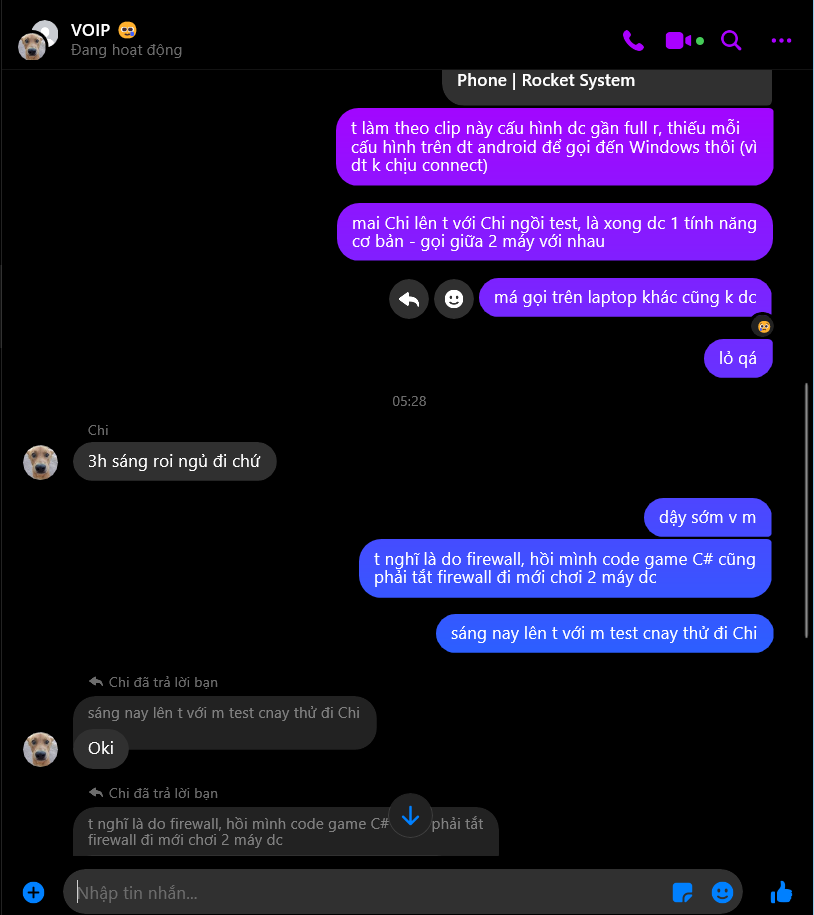 VOIP
Đang hoạt động
Phone | Rocket System
t làm theo clip này cấu hình dc gần full r, thiếu mỗi
cấu hình trên dt android để gọi đến Windows thôi (vì
dt k chịu connect)
mai Chi lên t với Chi ngồi test, là xong dc 1 tính năng
cơ bản - gọi giữa 2 máy với nhau
má gọi trên laptop khác cũng k dc
lỏ qá
05:28
Chi
3h sáng roi ngủ đi chứ
dậy sớm v m
t nghĩ là do firewall, hồi mình code game C# cũng
phải tắt firewall đi mới chơi 2 máy dc
sáng nay lên t với m test cnay thử đi Chi
Chi đã trả lời bạn
sáng nay lên t với m test cnay thử đi Chi
Oki
Chi đã trả lời bạn
t nghĩ là do firewall, hồi mình code game C# phải tắt
firewall đi mới chơi 2 máy dc
Nhập tin nhắn...